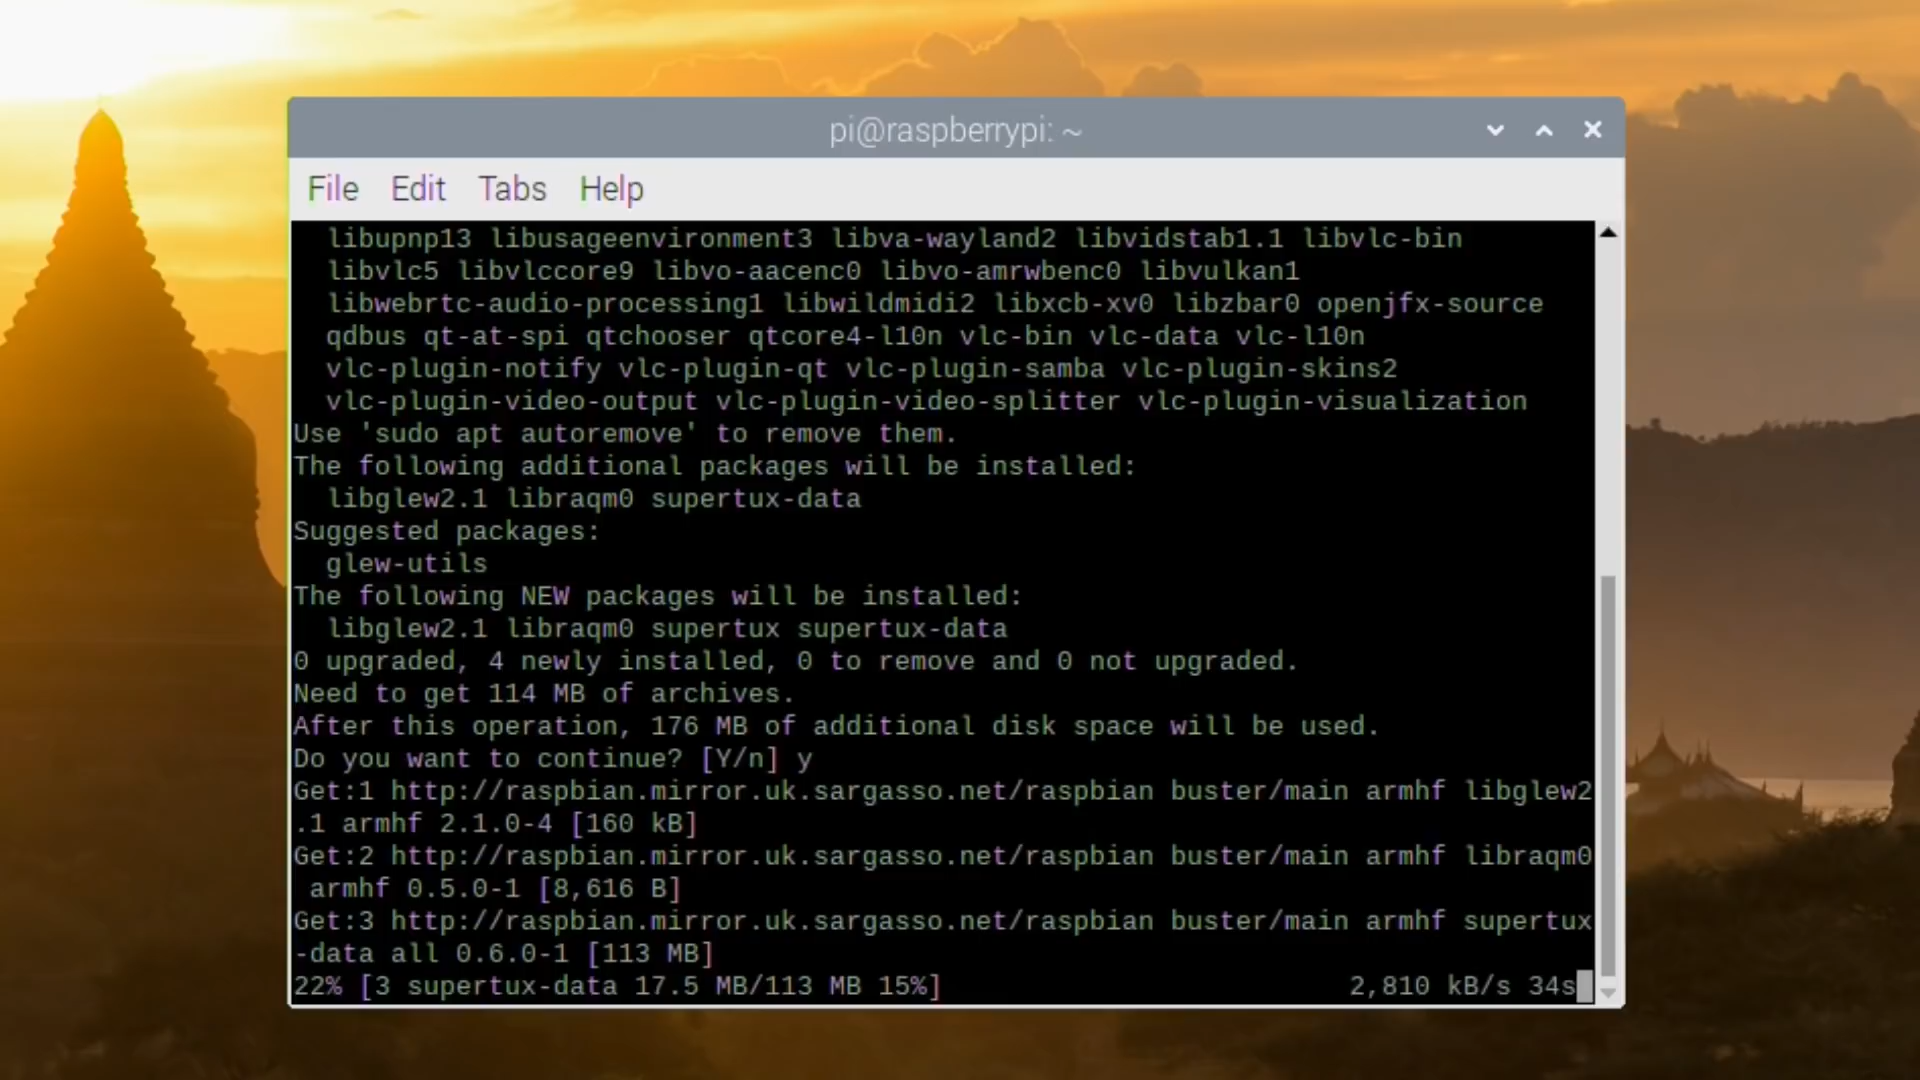 pi@raspberrypi: ~
File Edit Tabs Help
libupnp13 libusageenvironment3 libva-wayland2 libvidstab1.1 libvlc-bin
libvlc5 libvlccore9 libvo-aacenc0 libvo-amrwbenc0 libvulkan1
libwebrtc-audio-processing1 libwildmidi2 libxcb-xv0 libzbar0 openjfx-source
qdbus qt-at-spi qtchooser qtcore4-l10n vlc-bin vlc-data vlc-l10n
vlc-plugin-notify vlc-plugin-qt vlc-plugin-samba vlc-plugin-skins2
vlc-plugin-video-output vlc-plugin-video-splitter vlc-plugin-visualization
Use 'sudo apt autoremove' to remove them.
The following additional packages will be installed:
libglew2.1 libraqm0 supertux-data
Suggested packages:
glew-utils
The following NEW packages will be installed:
libglew2.1 libraqm0 supertux supertux-data
0 upgraded, 4 newly installed, 0 to remove and 0 not upgraded.
Need to get 114 MB of archives.
After this operation, 176 MB of additional disk space will be used.
Do you want to continue? [Y/n] y
Get:1 http://raspbian.mirror.uk.sargasso.net/raspbian buster/main armhf libglew2
.1 armhf 2.1.0-4 [160 kB]
Get:2 http://raspbian.mirror.uk.sargasso.net/raspbian buster/main armhf libraqm0
armhf 0.5.0-1 [8,616 B]
Get:3 http://raspbian.mirror.uk.sargasso.net/raspbian buster/main armhf supertux
-data all 0.6.0-1 [113 MB]
22% [3 supertux-data 17.5 MB/113 MB 15%] 2,810 kB/s 34s